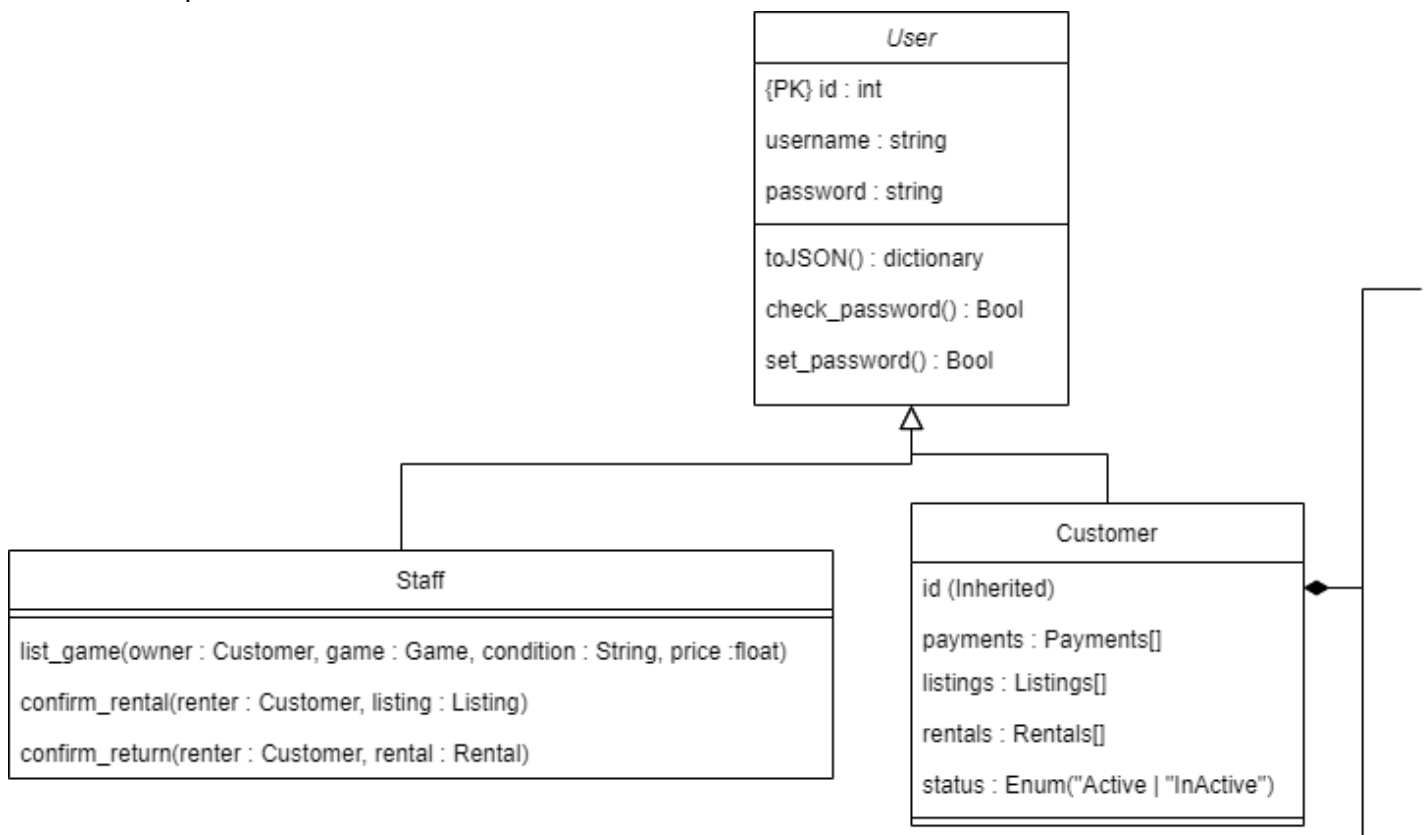 User
{PK} id : int
username : string
password : string
toJSON() : dictionary
check_password() : Bool
set_password() : Bool
Staff
list_game(owner : Customer, game : Game, condition : String, price :float)
confirm_rental(renter : Customer, listing : Listing)
confirm_return(renter : Customer, rental : Rental)
Customer
id (Inherited)
payments : Payments[]
listings : Listings[]
rentals : Rentals[]
status : Enum("Active | "InActive")